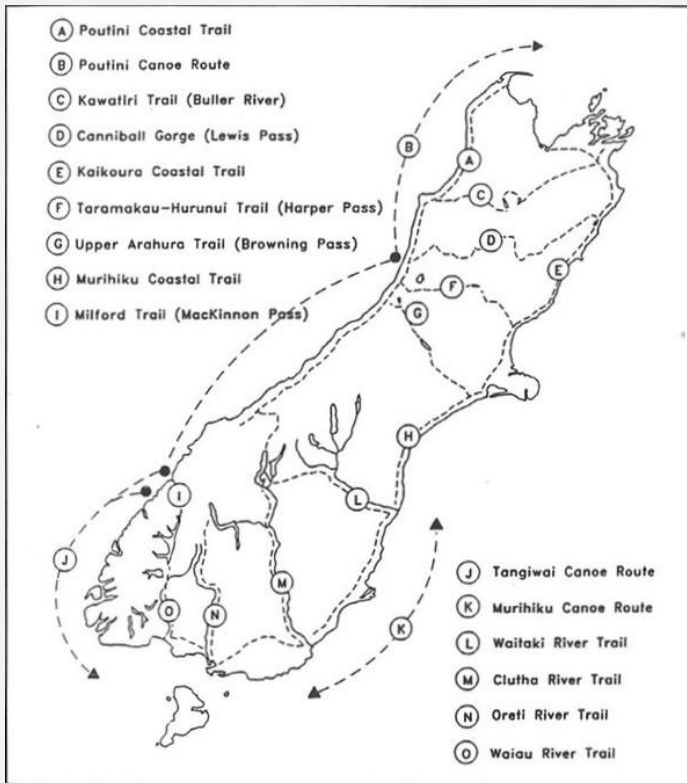 A Poutini Coastal Trail
B Poutini Canoe Route
C Kawatiri Trail (Buller River)
D Canniball Gorge (Lewis Pass)
E Kaikoura Coastal Trail
F Taramakau-Hurunui Trail (Harper Pass)
G Upper Arahura Trail (Browning Pass)
H Murihiku Coastal Trail
I Milford Trail (MacKinnon Pass)
B
A
C
D
E
F
G
H
I
L
J
M
O
N
K
J Tangiwai Canoe Route
K Murihiku Canoe Route
L Waitaki River Trail
M Clutha River Trail
N Oreti River Trail
O Waiau River Trail